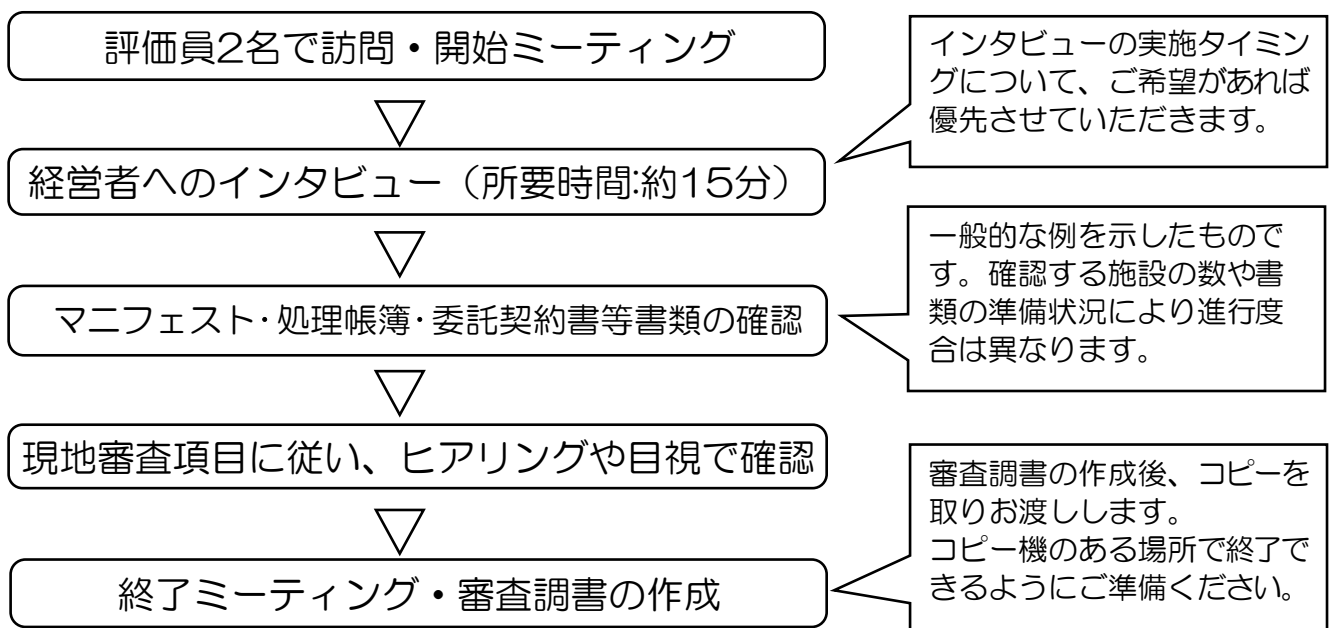 評価員2名で訪問・開始ミーティング
インタビューの実施タイミン
グについて、ご希望があれば
優先させていただきます。
経営者へのインタビュー（所要時間:約15分）
一般的な例を示したもので
す。確認する施設の数や書
類の準備状況により進行度
合は異なります。
マニフェスト・処理帳簿・委託契約書等書類の確認
現地審査項目に従い、ヒアリングや目視で確認
審査調書の作成後、コピーを
取りお渡しします。
コピー機のある場所で終了で
きるようにご準備ください。
終了ミーティング・審査調書の作成